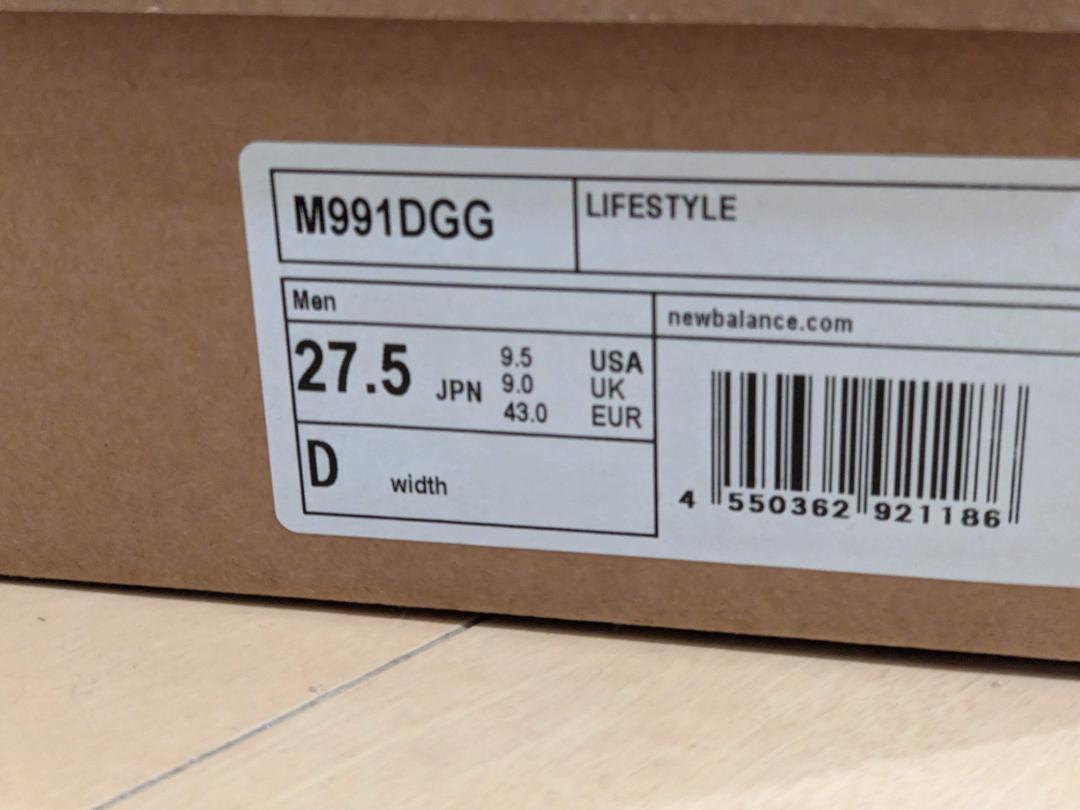 M991DGG
LIFESTYLE
Men
newbalance.com
27.5 JPN
9.5 USA
9.0 UK
43.0 EUR
D width
4 550362 921186